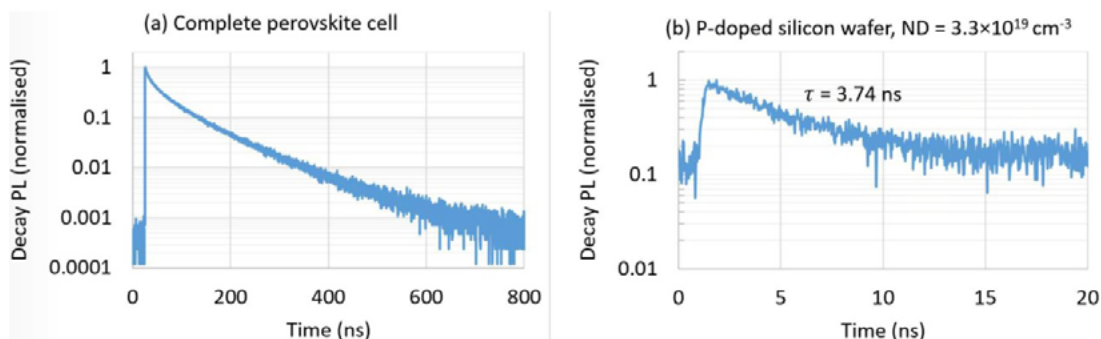 (a) Complete perovskite cell
Decay PL (normalised)
1
0.1
0.01
0.001
0.0001
0 200 400 600 800
Time (ns)
(b) P-doped silicon wafer, ND = 3.3×10¹⁹ cm⁻³
Decay PL (normalised)
1
0.1
0.01
τ = 3.74 ns
0 5 10 15 20
Time (ns)